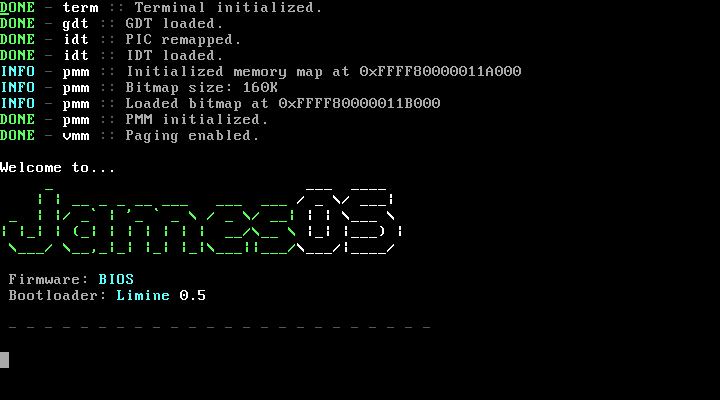 DONE - term :: Terminal initialized.
DONE - gdt :: GDT loaded.
DONE - idt :: PIC remapped.
DONE - idt :: IDT loaded.
INFO - pmm :: Initialized memory map at 0xFFFF80000011A000
INFO - pmm :: Bitmap size: 160K
INFO - pmm :: Loaded bitmap at 0xFFFF80000011B000
DONE - pmm :: PMM initialized.
DONE - vmm :: Paging enabled.
Welcome to...
JamesOS
Firmware: BIOS
Bootloader: Limine 0.5
- - - - - - - - - - - - - - - - - - - - - - - - -